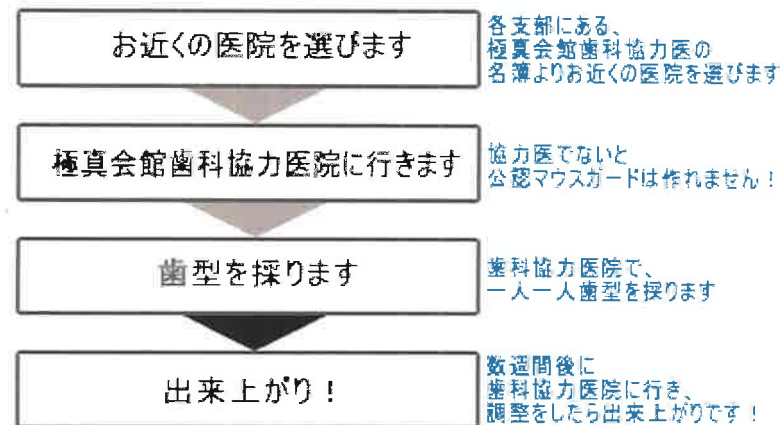 お近くの医院を選びます
各支部にある、
極真会館歯科協力医の
名簿よりお近くの医院を選びます
極真会館歯科協力医院に行きます
協力医でないと
公認マウスガードは作れません！
歯型を採ります
歯科協力医院で、
一人一人歯型を採ります
出来上がり！
数週間後に
歯科協力医院に行き、
調整をしたら出来上がりです！